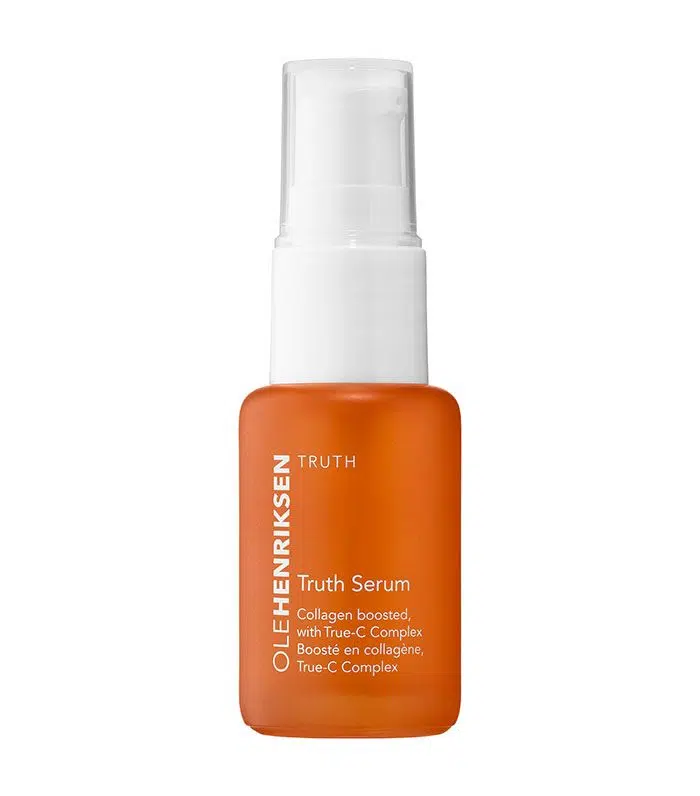 OLEHENRIKSEN
TRUTH
Truth Serum
Collagen boosted,
with True-C Complex
Boosté en collagène,
True-C Complex